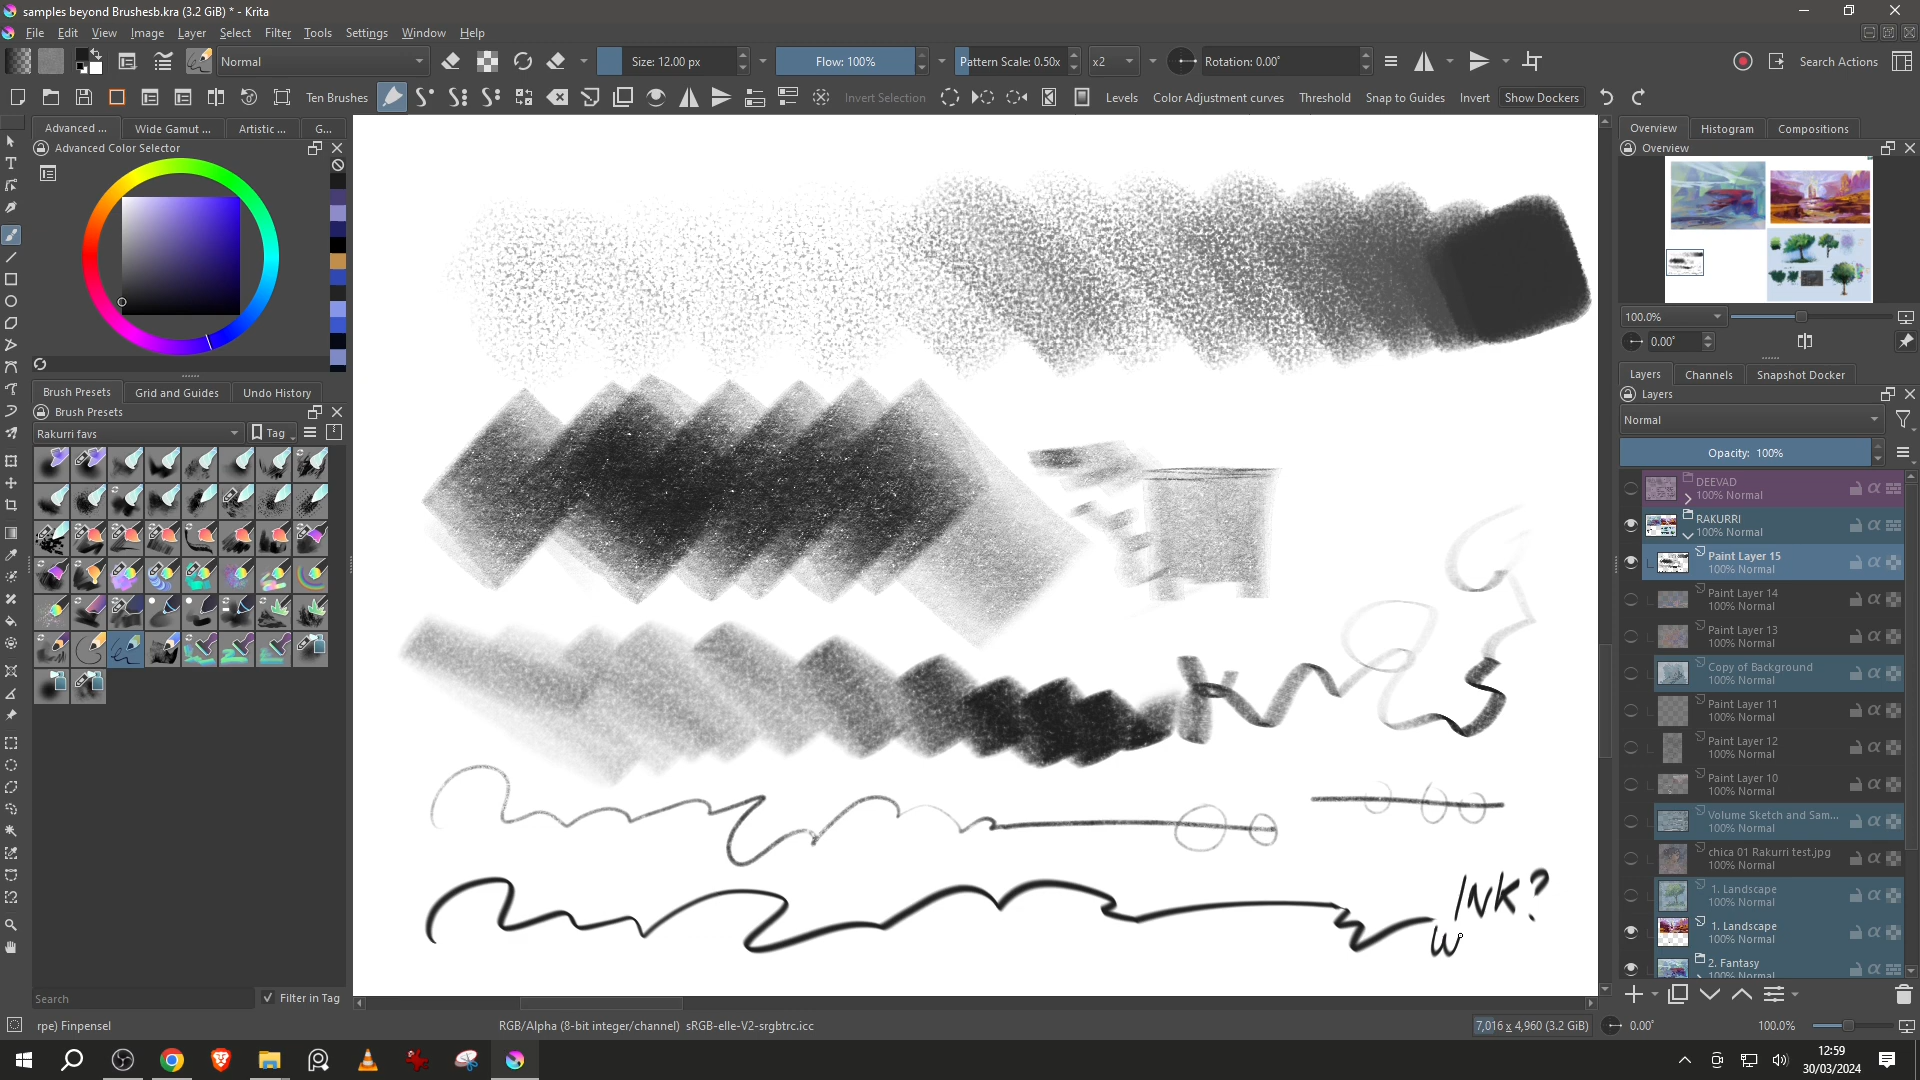 samples beyond Brushesb.kra (3.2 GiB) * - Krita
File Edit View Image Layer Select Filter Tools Settings Window Help
Normal Size: 12.00 px Flow: 100% Pattern Scale: 0.50x x2 Rotation: 0.00° Search Actions
Ten Brushes Invert Selection Levels Color Adjustment curves Threshold Snap to Guides Invert Show Dockers
Advanced ... Wide Gamut ... Artistic ... G...
Advanced Color Selector
Brush Presets Grid and Guides Undo History
Brush Presets
Rakurri favs Tag
Search Filter in Tag
INK?
W
Overview Histogram Compositions
Overview
100.0%
0.00°
Layers Channels Snapshot Docker
Layers
Normal
Opacity: 100%
DEEVAD
100% Normal
RAKURRI
100% Normal
Paint Layer 15
100% Normal
Paint Layer 14
100% Normal
Paint Layer 13
100% Normal
Copy of Background
100% Normal
Paint Layer 11
100% Normal
Paint Layer 12
100% Normal
Paint Layer 10
100% Normal
Volume Sketch and Sam...
100% Normal
chica 01 Rakurri test.jpg
100% Normal
1. Landscape
100% Normal
1. Landscape
100% Normal
2. Fantasy
100% Normal
rpe) Finpensel RGB/Alpha (8-bit integer/channel) sRGB-elle-V2-srgbtrc.icc 7,016 x 4,960 (3.2 GiB) 0.00° 100.0%
12:59
30/03/2024